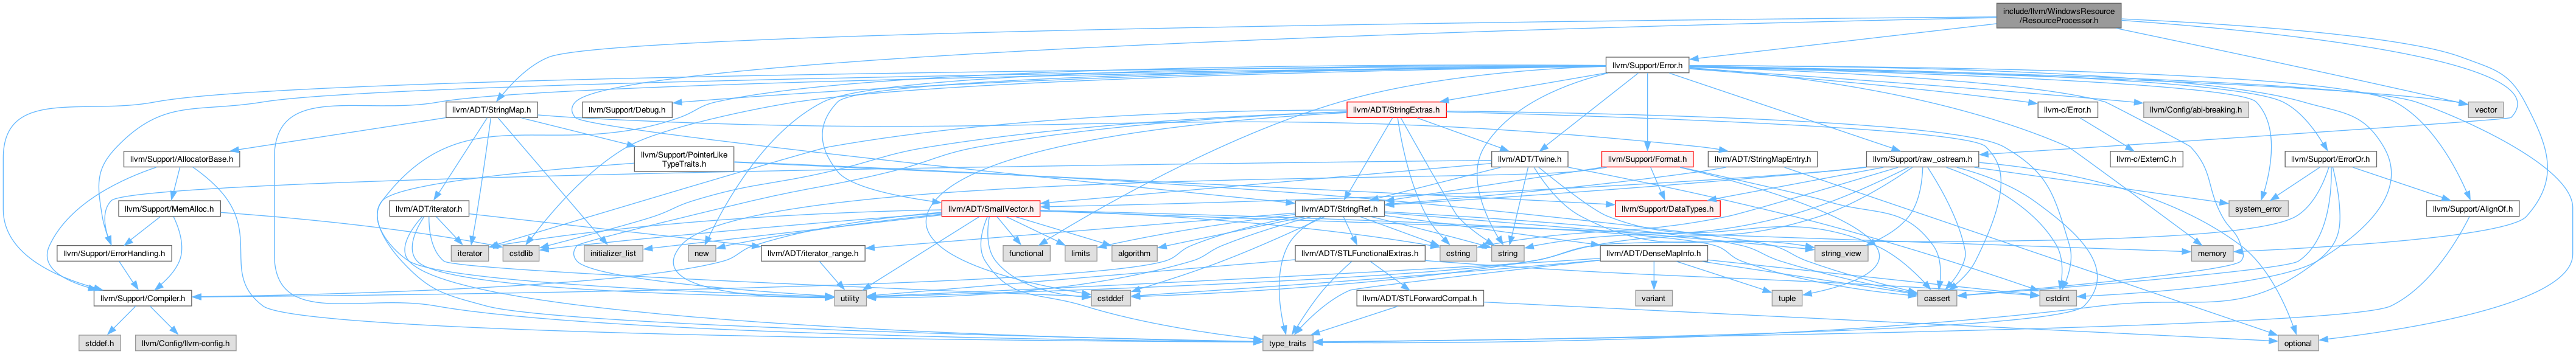 include/llvm/WindowsResource
/ResourceProcessor.h
llvm/Support/Error.h
llvm/ADT/StringMap.h
llvm/Support/Debug.h
llvm/ADT/StringExtras.h
llvm-c/Error.h
llvm/Config/abi-breaking.h
vector
llvm/Support/AllocatorBase.h
llvm/Support/PointerLike
TypeTraits.h
llvm/ADT/Twine.h
llvm/Support/Format.h
llvm/ADT/StringMapEntry.h
llvm/Support/raw_ostream.h
llvm-c/ExternC.h
llvm/Support/ErrorOr.h
llvm/Support/MemAlloc.h
llvm/ADT/iterator.h
llvm/ADT/SmallVector.h
llvm/ADT/StringRef.h
llvm/Support/DataTypes.h
system_error
llvm/Support/AlignOf.h
llvm/Support/ErrorHandling.h
iterator
cstdlib
initializer_list
new
llvm/ADT/iterator_range.h
functional
limits
algorithm
llvm/ADT/STLFunctionalExtras.h
cstring
string
llvm/ADT/DenseMapInfo.h
string_view
memory
llvm/Support/Compiler.h
utility
cstddef
llvm/ADT/STLForwardCompat.h
variant
tuple
cassert
cstdint
stddef.h
llvm/Config/llvm-config.h
type_traits
optional